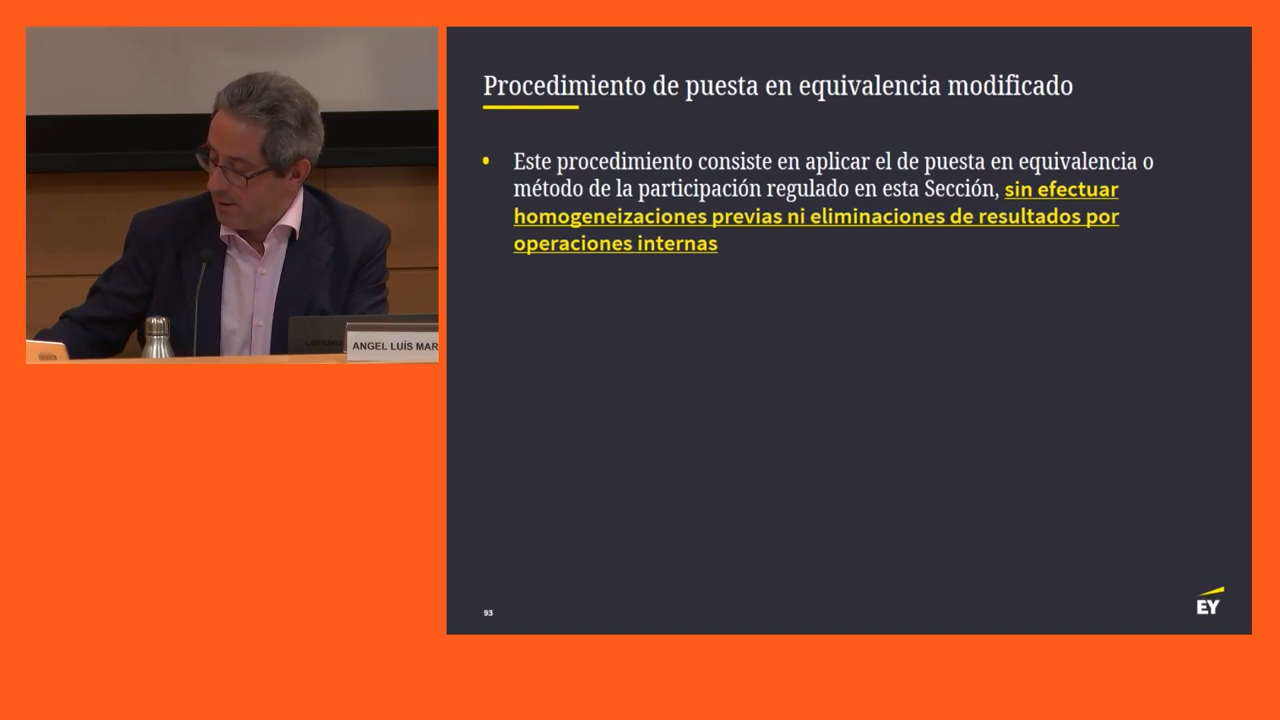 Procedimiento de puesta en equivalencia modificado
• Este procedimiento consiste en aplicar el de puesta en equivalencia o
método de la participación regulado en esta Sección, sin efectuar
homogeneizaciones previas ni eliminaciones de resultados por
operaciones internas
ANGEL LUÍS MAR
93
EY